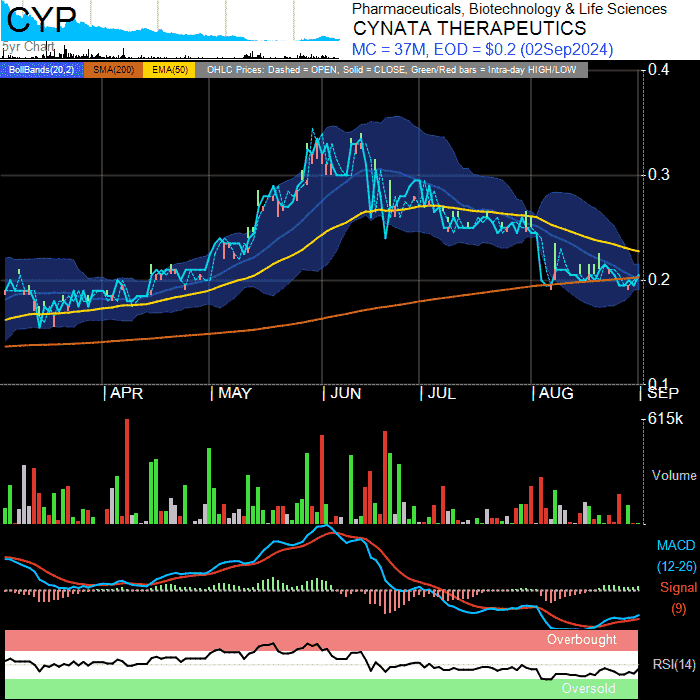 CYP
5yr Chart
Pharmaceuticals, Biotechnology & Life Sciences
CYNATA THERAPEUTICS
MC = 37M, EOD = $0.2 (02Sep2024)
BollBands(20,2) SMA(200) EMA(50) OHLC Prices: Dashed = OPEN, Solid = CLOSE, Green/Red bars = Intra-day HIGH/LOW
0.4
0.3
0.2
0.1
APR MAY JUN JUL AUG SEP
615k
Volume
MACD
(12-26)
Signal
(9)
Overbought
RSI(14)
Oversold